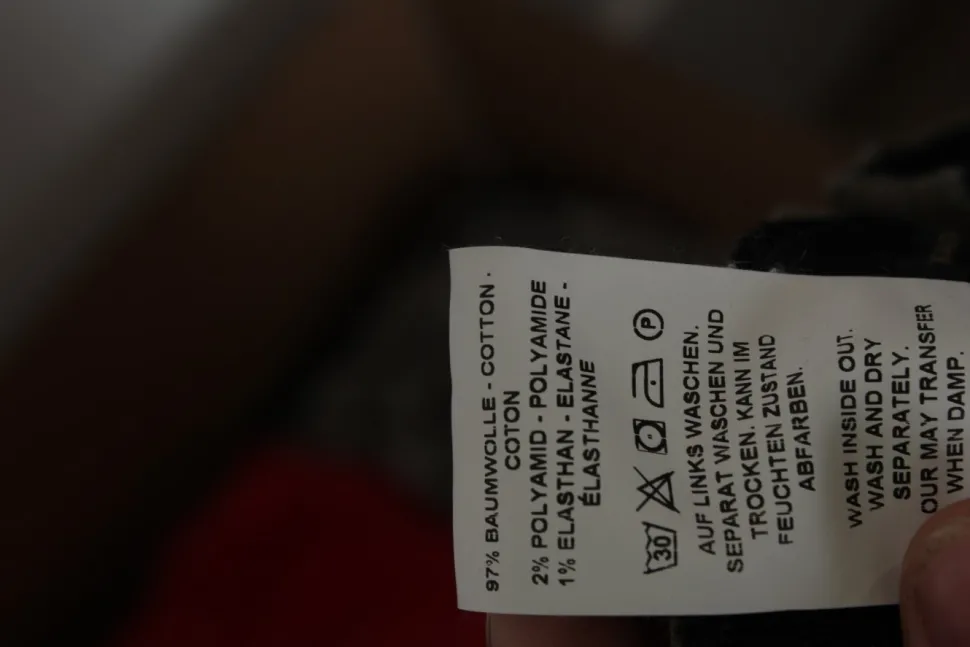 97% BAUMWOLLE - COTTON -
COTON
2% POLYAMID - POLYAMIDE
1% ELASTHAN - ELASTANE -
ÉLASTHANNE
30 P
AUF LINKS WASCHEN.
SEPARAT WASCHEN UND
TROCKEN. KANN IM
FEUCHTEN ZUSTAND
ABFARBEN.
WASH INSIDE OUT.
WASH AND DRY
SEPARATELY.
OUR MAY TRANSFER
WHEN DAMP.